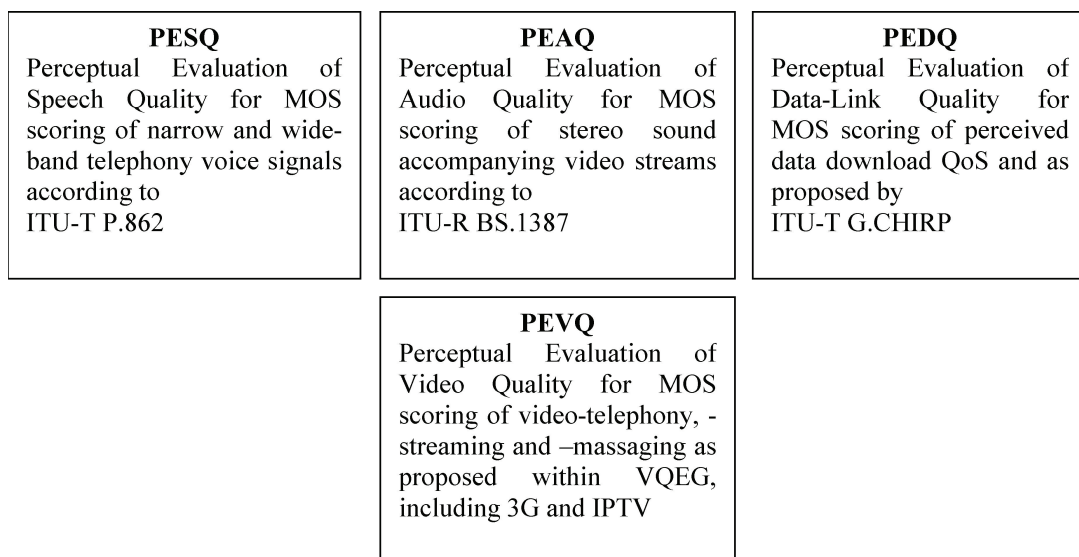 PESQ
Perceptual Evaluation of
Speech Quality for MOS
scoring of narrow and wide-
band telephony voice signals
according to
ITU-T P.862
PEAQ
Perceptual Evaluation of
Audio Quality for MOS
scoring of stereo sound
accompanying video streams
according to
ITU-R BS.1387
PEDQ
Perceptual Evaluation of
Data-Link Quality for
MOS scoring of perceived
data download QoS and as
proposed by
ITU-T G.CHIRP
PEVQ
Perceptual Evaluation of
Video Quality for MOS
scoring of video-telephony, -
streaming and –massaging as
proposed within VQEG,
including 3G and IPTV